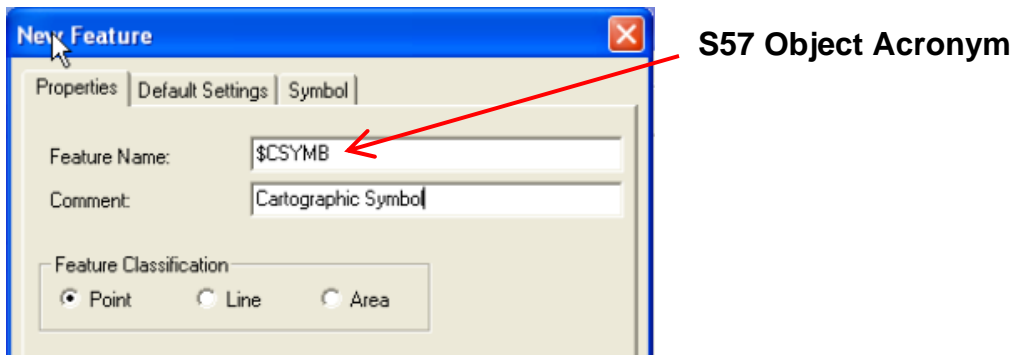 New Feature
S57 Object Acronym
Properties Default Settings Symbol
Feature Name: $CSYMB
Comment: Cartographic Symbol
Feature Classification
Point Line Area